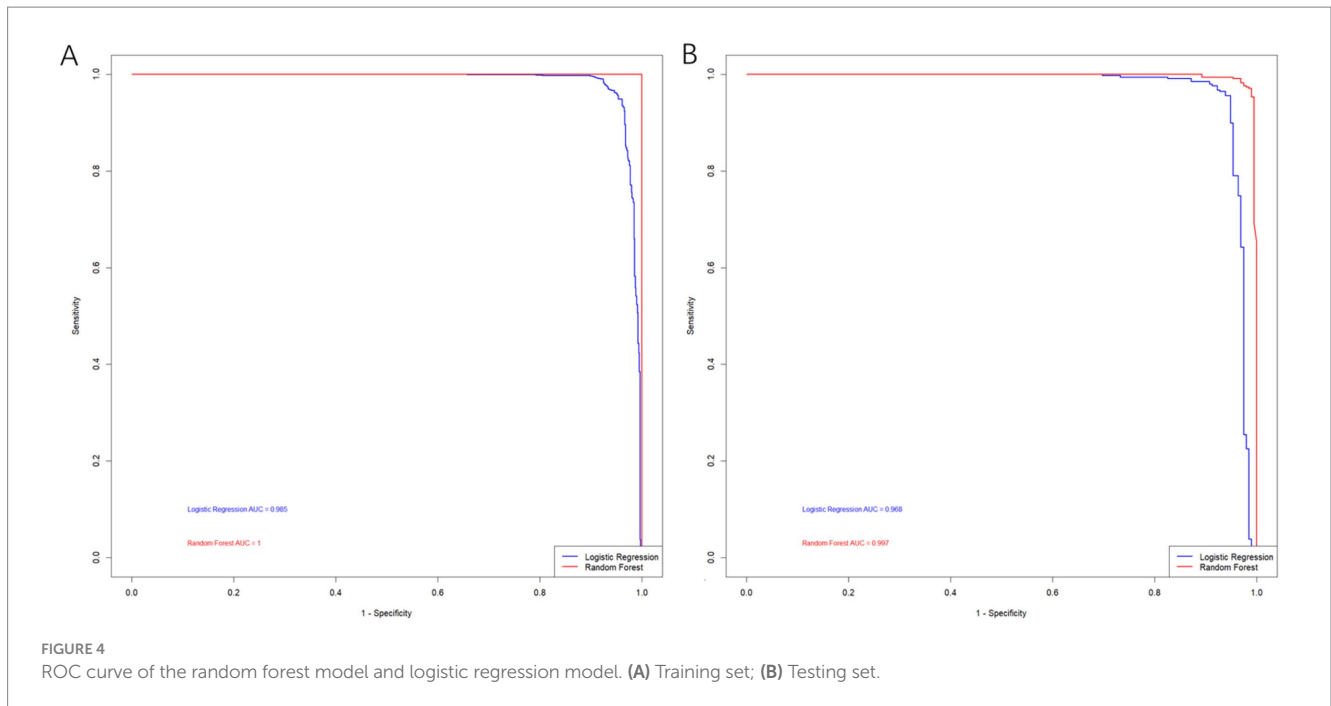 A
1.0
0.8
0.6
0.4
0.2
0.0
Sensitivity
Logistic Regression AUC = 0.985
Random Forest AUC = 1
Logistic Regression
Random Forest
0.0 0.2 0.4 0.6 0.8 1.0
1 - Specificity
B
1.0
0.8
0.6
0.4
0.2
0.0
Sensitivity
Logistic Regression AUC = 0.968
Random Forest AUC = 0.997
Logistic Regression
Random Forest
0.0 0.2 0.4 0.6 0.8 1.0
1 - Specificity
FIGURE 4
ROC curve of the random forest model and logistic regression model. (A) Training set; (B) Testing set.